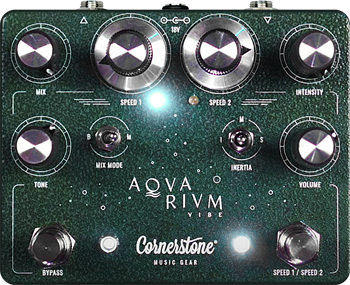 18V
MIX
SPEED 1
SPEED 2
INTENSITY
B M
MIX MODE
M
I S
INERTIA
TONE
AQVA
RIVM
VIBE
VOLUME
Cornerstone®
MUSIC GEAR
BYPASS
SPEED 1 / SPEED 2